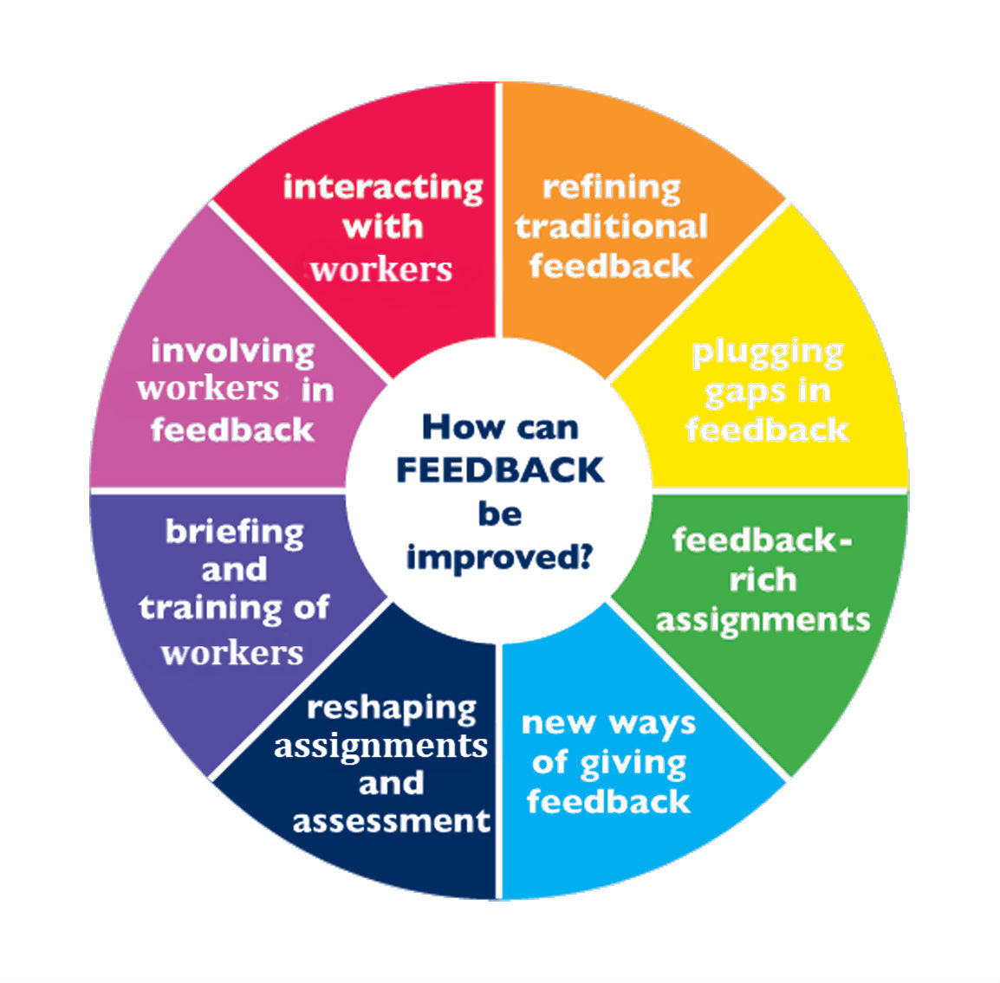 How can
FEEDBACK
be
improved?
refining
traditional
feedback
plugging
gaps in
feedback
feedback-
rich
assignments
new ways
of giving
feedback
reshaping
assignments
and
assessment
briefing
and
training of
workers
involving
workers in
feedback
interacting
with
workers